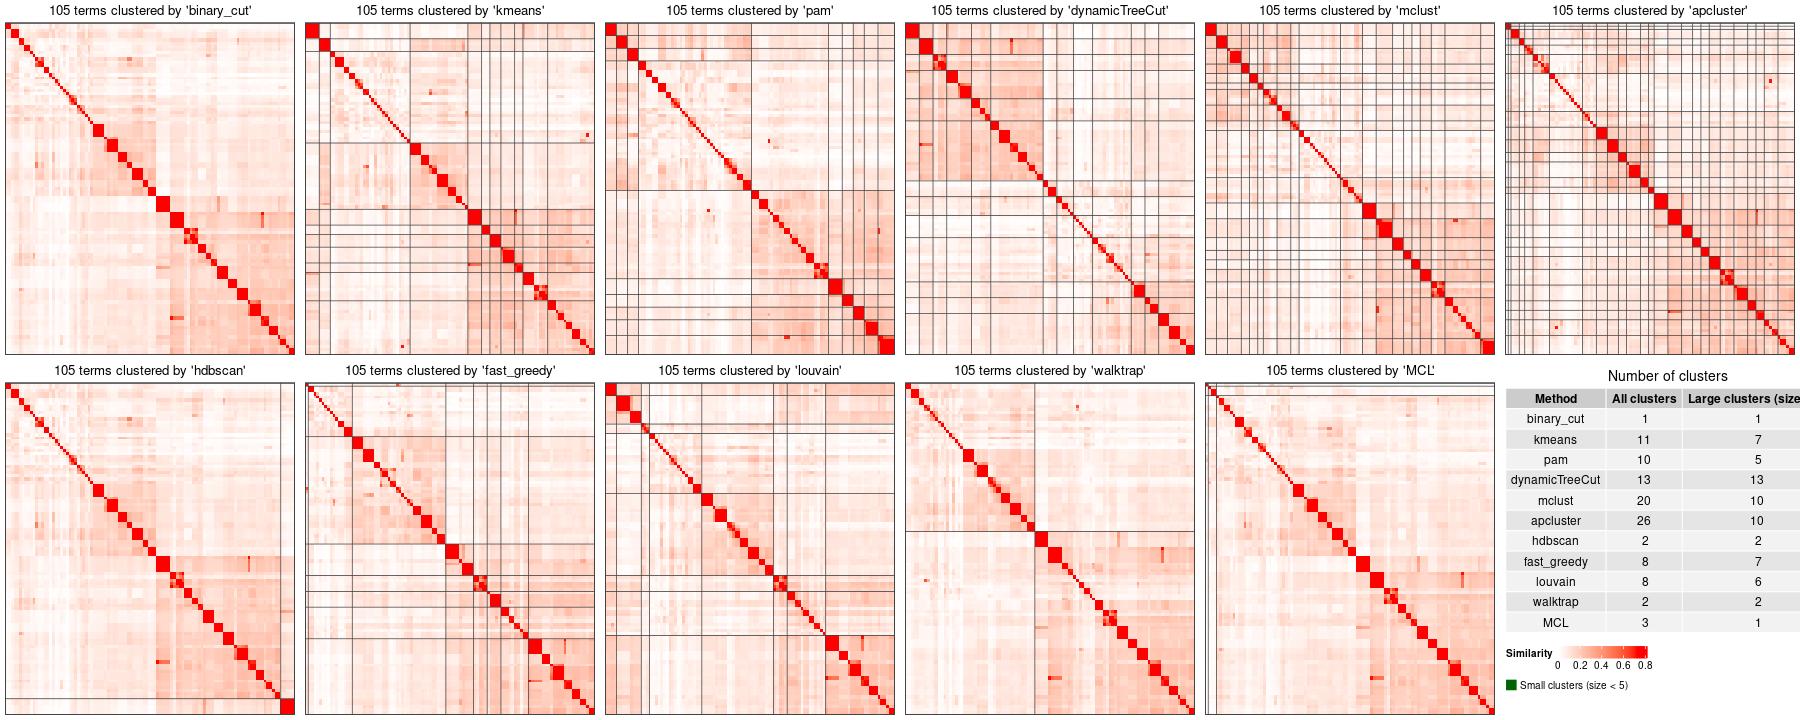 105 terms clustered by 'binary_cut'
105 terms clustered by 'kmeans'
105 terms clustered by 'pam'
105 terms clustered by 'dynamicTreeCut'
105 terms clustered by 'mclust'
105 terms clustered by 'apcluster'
105 terms clustered by 'hdbscan'
105 terms clustered by 'fast_greedy'
105 terms clustered by 'louvain'
105 terms clustered by 'walktrap'
105 terms clustered by 'MCL'
Number of clusters
Method All clusters Large clusters (size
binary_cut 1 1
kmeans 11 7
pam 10 5
dynamicTreeCut 13 13
mclust 20 10
apcluster 26 10
hdbscan 2 2
fast_greedy 8 7
louvain 8 6
walktrap 2 2
MCL 3 1
Similarity
0 0.2 0.4 0.6 0.8
Small clusters (size < 5)